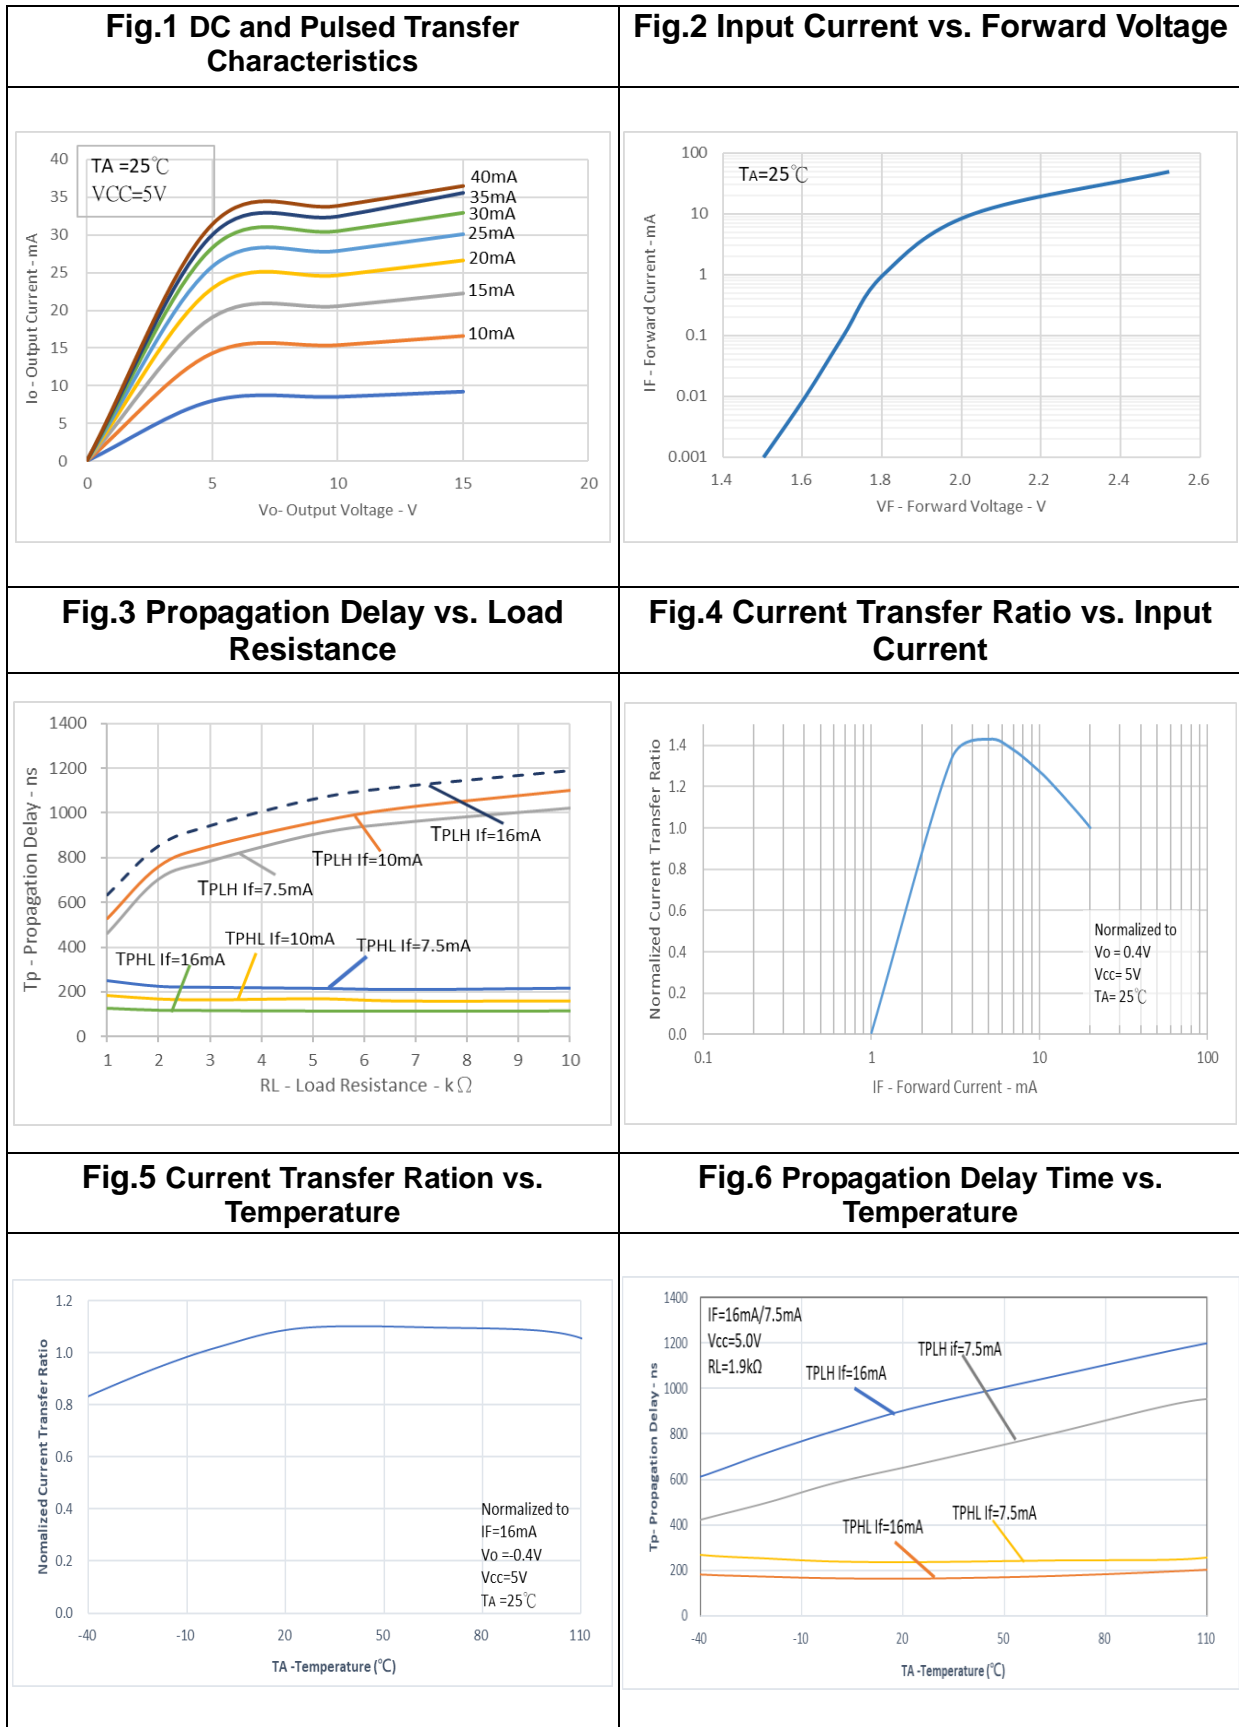 Fig.1 DC and Pulsed Transfer
Characteristics
Fig.2 Input Current vs. Forward Voltage
TA =25℃
VCC=5V
40
35
30
25
20
15
10
5
0
Io - Output Current - mA
40mA
35mA
30mA
25mA
20mA
15mA
10mA
0
5
10
15
20
Vo- Output Voltage - V
TA=25℃
100
10
1
0.1
0.01
0.001
IF - Forward Current - mA
1.4
1.6
1.8
2.0
2.2
2.4
2.6
VF - Forward Voltage - V
Fig.3 Propagation Delay vs. Load
Resistance
Fig.4 Current Transfer Ratio vs. Input
Current
1400
1200
1000
800
600
400
200
0
Tp - Propagation Delay - ns
TPLH If=16mA
TPLH If=10mA
TPLH If=7.5mA
TPHL If=10mA
TPHL If=7.5mA
TPHL If=16mA
1
2
3
4
5
6
7
8
9
10
RL - Load Resistance - kΩ
1.4
1.2
1.0
0.8
0.6
0.4
0.2
0.0
Normalized Current Transfer Ratio
Normalized to
Vo = 0.4V
Vcc= 5V
TA= 25℃
0.1
1
10
100
IF - Forward Current - mA
Fig.5 Current Transfer Ration vs.
Temperature
Fig.6 Propagation Delay Time vs.
Temperature
1.2
1.0
0.8
0.6
0.4
0.2
0.0
Nomalized Current Transfer Ratio
Normalized to
IF=16mA
Vo =-0.4V
Vcc=5V
TA =25℃
-40
-10
20
50
80
110
TA -Temperature (℃)
1400
1200
1000
800
600
400
200
0
Tp- Propagation Delay - ns
IF=16mA/7.5mA
Vcc=5.0V
RL=1.9kΩ
TPLH if=7.5mA
TPLH If=16mA
TPHL If=7.5mA
TPHL If=16mA
-40
-10
20
50
80
110
TA -Temperature (℃)